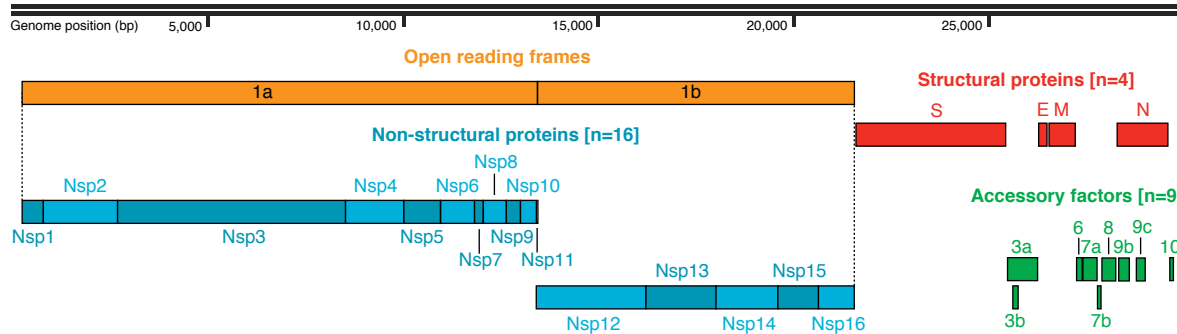 Genome position (bp) 5,000 10,000 15,000 20,000 25,000
Open reading frames
1a 1b
Structural proteins [n=4]
S E M N
Non-structural proteins [n=16]
Nsp8
Nsp2 Nsp4 Nsp6 Nsp10
Nsp1 Nsp3 Nsp5 Nsp9
Nsp7 Nsp11
Nsp13 Nsp15
Nsp12 Nsp14 Nsp16
Accessory factors [n=9
6 8 9c
3a 7a 9b 10
3b 7b